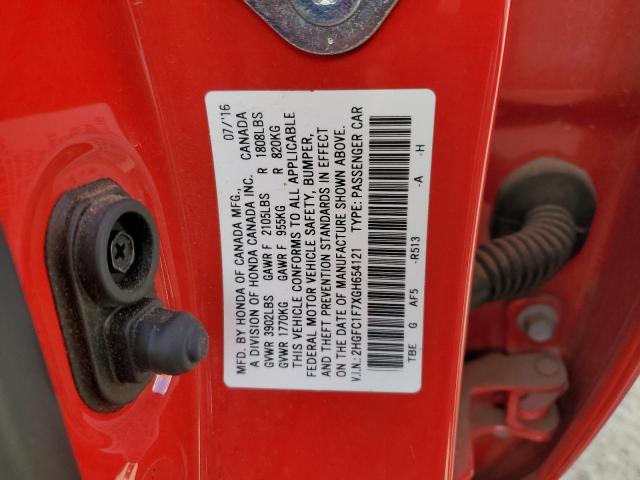 MFD. BY HONDA OF CANADA MFG., 07/'16
A DIVISION OF HONDA CANADA INC. CANADA
GVWR 3902LBS GAWR F 2105LBS R 1808LBS
GVWR 1770KG GAWR F 955KG R 820KG
THIS VEHICLE CONFORMS TO ALL APPLICABLE
FEDERAL MOTOR VEHICLE SAFETY, BUMPER,
AND THEFT PREVENTION STANDARDS IN EFFECT
ON THE DATE OF MANUFACTURE SHOWN ABOVE.
V.I.N.: 2HGFC1F7XGH654121 TYPE: PASSENGER CAR
TBE G AF5 -R513 -A -H